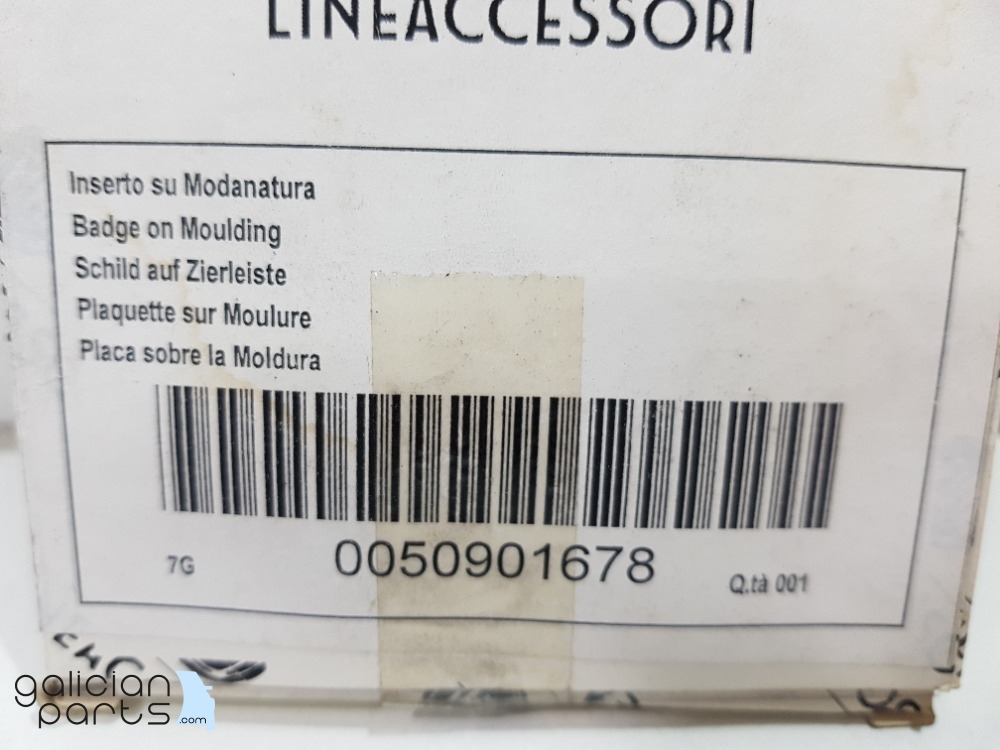 LINEACCESSORI
Inserto su Modanatura
Badge on Moulding
Schild auf Zierleiste
Plaquette sur Moulure
Placa sobre la Moldura
7G
0050901678
Q.tà 001
galician
parts.com